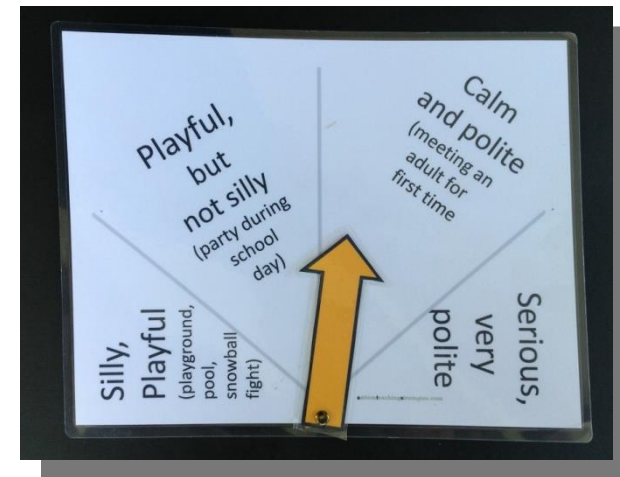 Silly,
Playful
(playground,
pool,
snowball
fight)
Playful,
but
not silly
(party during
school
day)
Calm
and polite
(meeting an
adult for
first time
Serious,
very
polite